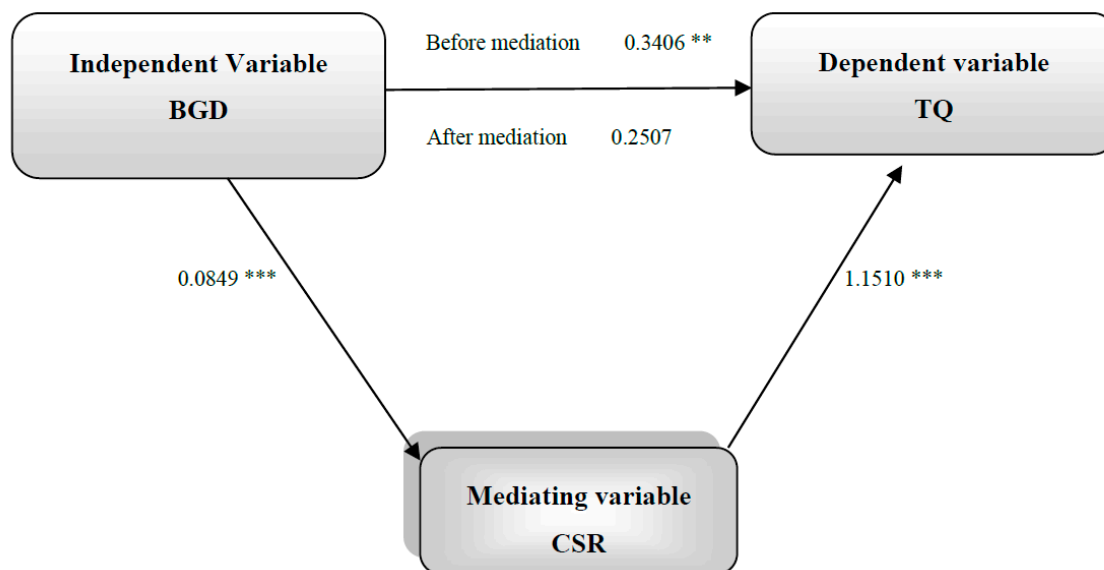 Independent Variable
BGD
Before mediation 0.3406 **
After mediation 0.2507
Dependent variable
TQ
0.0849 ***
1.1510 ***
Mediating variable
CSR